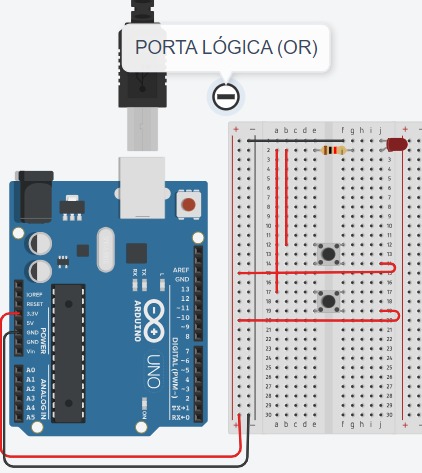 PORTA LÓGICA (OR)
+ −
a b c d e
f g h i j
+
1
2
3
4
5
6
7
8
9
10
11
12
13
14
15
16
17
18
19
20
21
22
23
24
25
26
27
28
29
30
a b c d e
f g h i j
+ −
+
RX
TX
L
ARDUINO
UNO
ON
AREF
GND
13
12
~11
~10
~9
8
7
~6
~5
4
~3
2
TX→1
RX←0
DIGITAL (PWM~)
IOREF
RESET
3.3V
5V
GND
GND
Vin
POWER
A0
A1
A2
A3
A4
A5
ANALOG IN